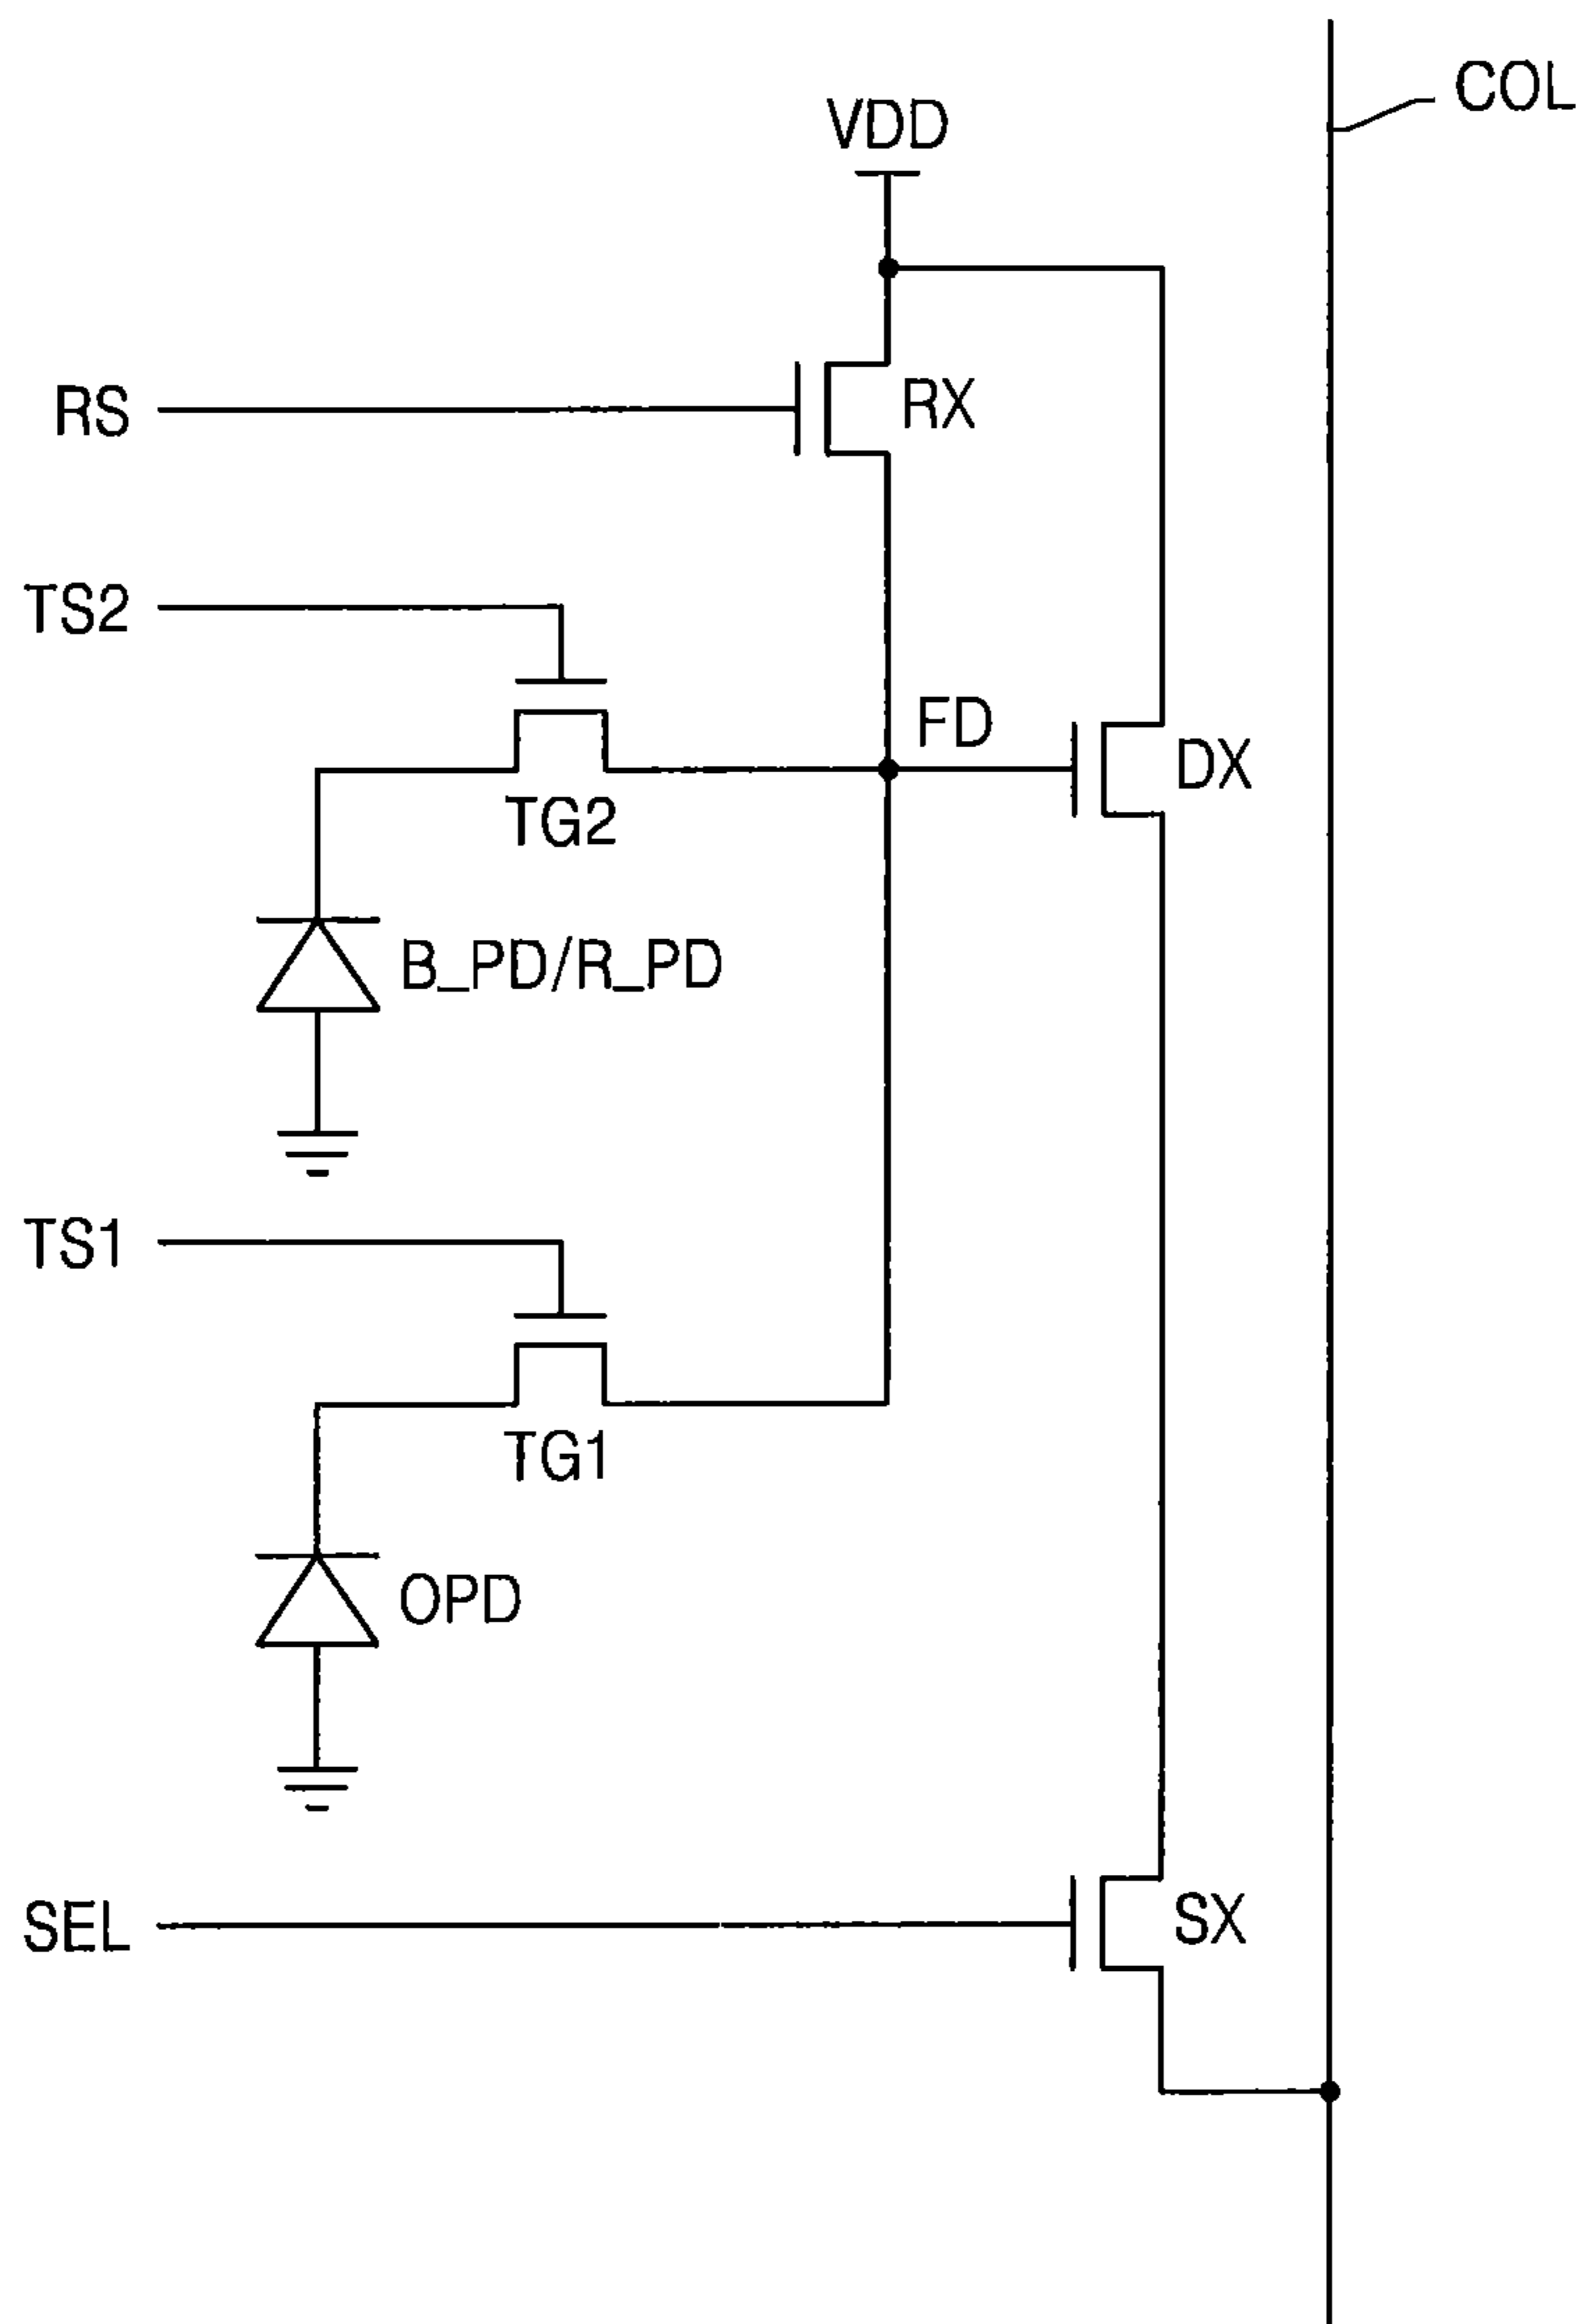 COL
VDD
RS
RX
TS2
FD
DX
TG2
B_PD/R_PD
TS1
TG1
OPD
SEL
SX